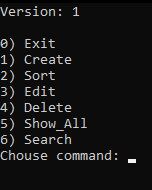 Version: 1
0) Exit
1) Create
2) Sort
3) Edit
4) Delete
5) Show_All
6) Search
Chouse command: